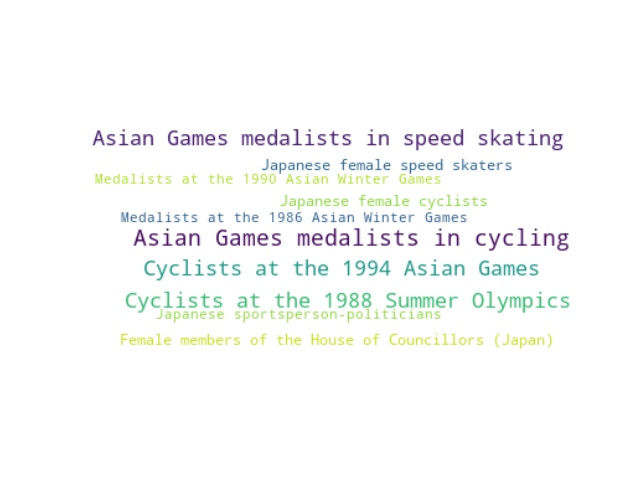 Asian Games medalists in speed skating
Japanese female speed skaters
Medalists at the 1990 Asian Winter Games
Japanese female cyclists
Medalists at the 1986 Asian Winter Games
Asian Games medalists in cycling
Cyclists at the 1994 Asian Games
Cyclists at the 1988 Summer Olympics
Japanese sportsperson-politicians
Female members of the House of Councillors (Japan)